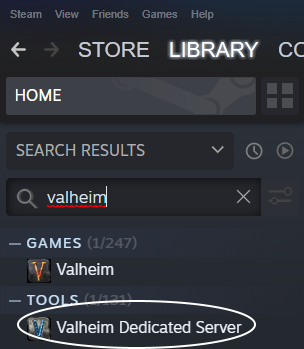 Steam View Friends Games Help
STORE LIBRARY CO
HOME
SEARCH RESULTS
valheim
— GAMES (1/247)
Valheim
— TOOLS (1/131)
Valheim Dedicated Server